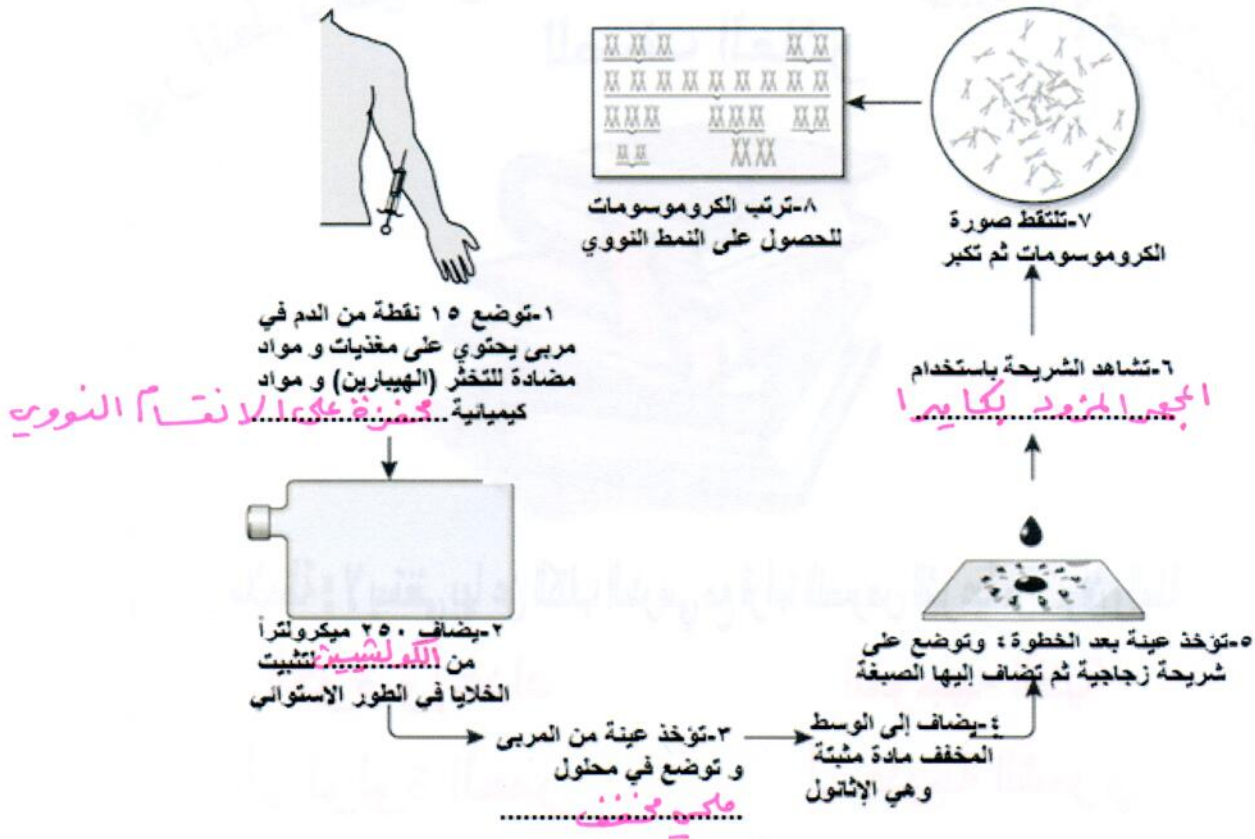 ١-توضع ١٥ نقطة من الدم في
مربى يحتوي على مغذيات و مواد
مضادة للتخثر (الهيبارين) و مواد
كيميائية محفزة على الانقسام النووي
٢-يضاف ٢٥٠ ميكرولتراً
من الكولشيسين لتثبيت
الخلايا في الطور الاستوائي
٣-تؤخذ عينة من المربى
و توضع في محلول
ملحي مخفف
٤-يضاف إلى الوسط
المخفف مادة مثبتة
وهي الإثانول
٥-تؤخذ عينة بعد الخطوة ٤ وتوضع على
شريحة زجاجية ثم تضاف إليها الصبغة
٦-تشاهد الشريحة باستخدام
المجهر المزود بكاميرا
٧-تلتقط صورة
الكروموسومات ثم تكبر
٨-ترتب الكروموسومات
للحصول على النمط النووي